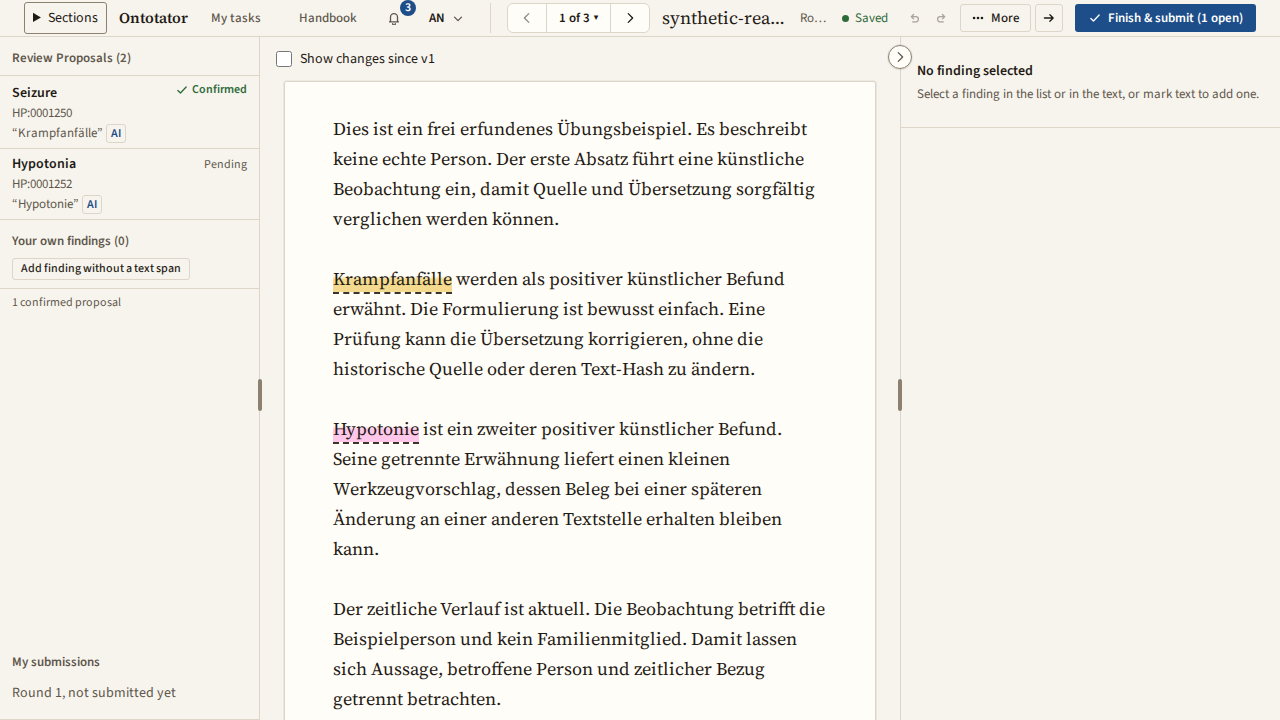 Sections
Ontotator
My tasks
Handbook
3
AN
1 of 3
synthetic-rea...
Ro...
Saved
More
Finish & submit (1 open)
Review Proposals (2)
Seizure
Confirmed
HP:0001250
“Krampfanfälle” AI
Hypotonia
Pending
HP:0001252
“Hypotonie” AI
Your own findings (0)
Add finding without a text span
1 confirmed proposal
My submissions
Round 1, not submitted yet
Show changes since v1
Dies ist ein frei erfundenes Übungsbeispiel. Es beschreibt
keine echte Person. Der erste Absatz führt eine künstliche
Beobachtung ein, damit Quelle und Übersetzung sorgfältig
verglichen werden können.
Krampfanfälle werden als positiver künstlicher Befund
erwähnt. Die Formulierung ist bewusst einfach. Eine
Prüfung kann die Übersetzung korrigieren, ohne die
historische Quelle oder deren Text-Hash zu ändern.
Hypotonie ist ein zweiter positiver künstlicher Befund.
Seine getrennte Erwähnung liefert einen kleinen
Werkzeugvorschlag, dessen Beleg bei einer späteren
Änderung an einer anderen Textstelle erhalten bleiben
kann.
Der zeitliche Verlauf ist aktuell. Die Beobachtung betrifft die
Beispielperson und kein Familienmitglied. Damit lassen
sich Aussage, betroffene Person und zeitlicher Bezug
getrennt betrachten.
No finding selected
Select a finding in the list or in the text, or mark text to add one.